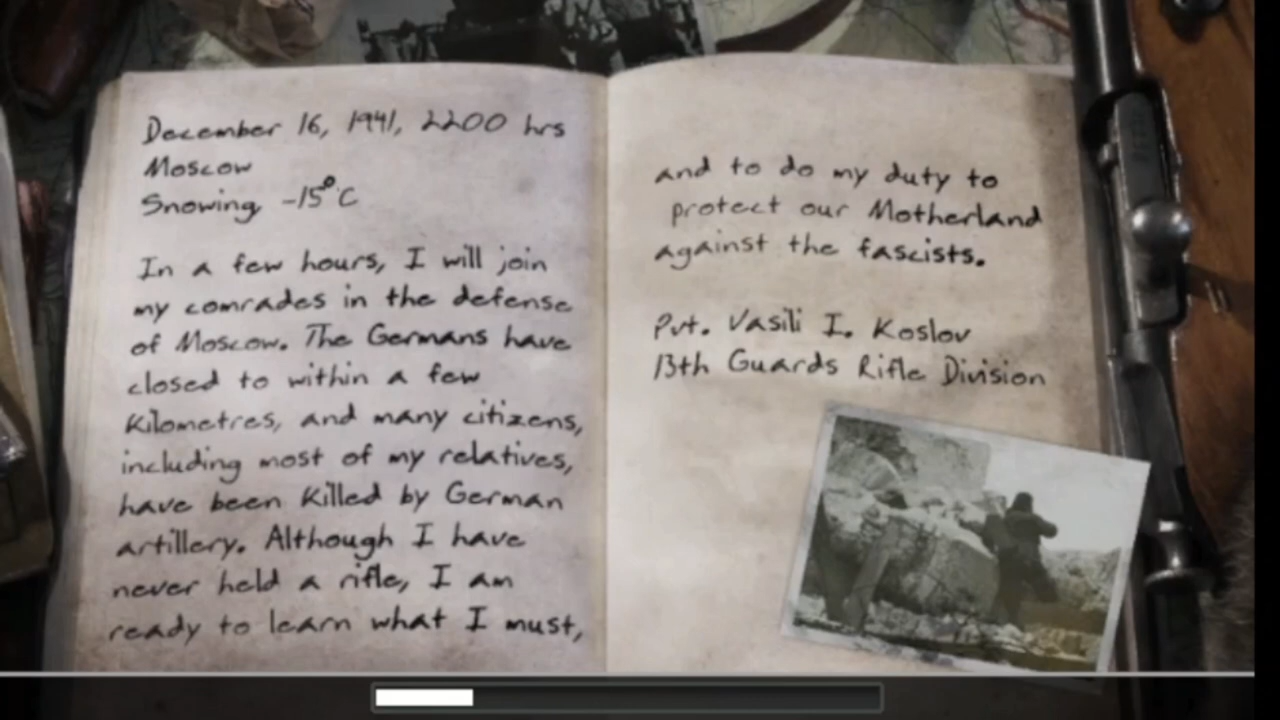 December 16, 1941, 2200 hrs
Moscow
Snowing -15°C
In a few hours, I will join
my comrades in the defense
of Moscow. The Germans have
closed to within a few
kilometres, and many citizens,
including most of my relatives,
have been killed by German
artillery. Although I have
never held a rifle, I am
ready to learn what I must,
and to do my duty to
protect our Motherland
against the fascists.
Pvt. Vasili I. Koslov
13th Guards Rifle Division